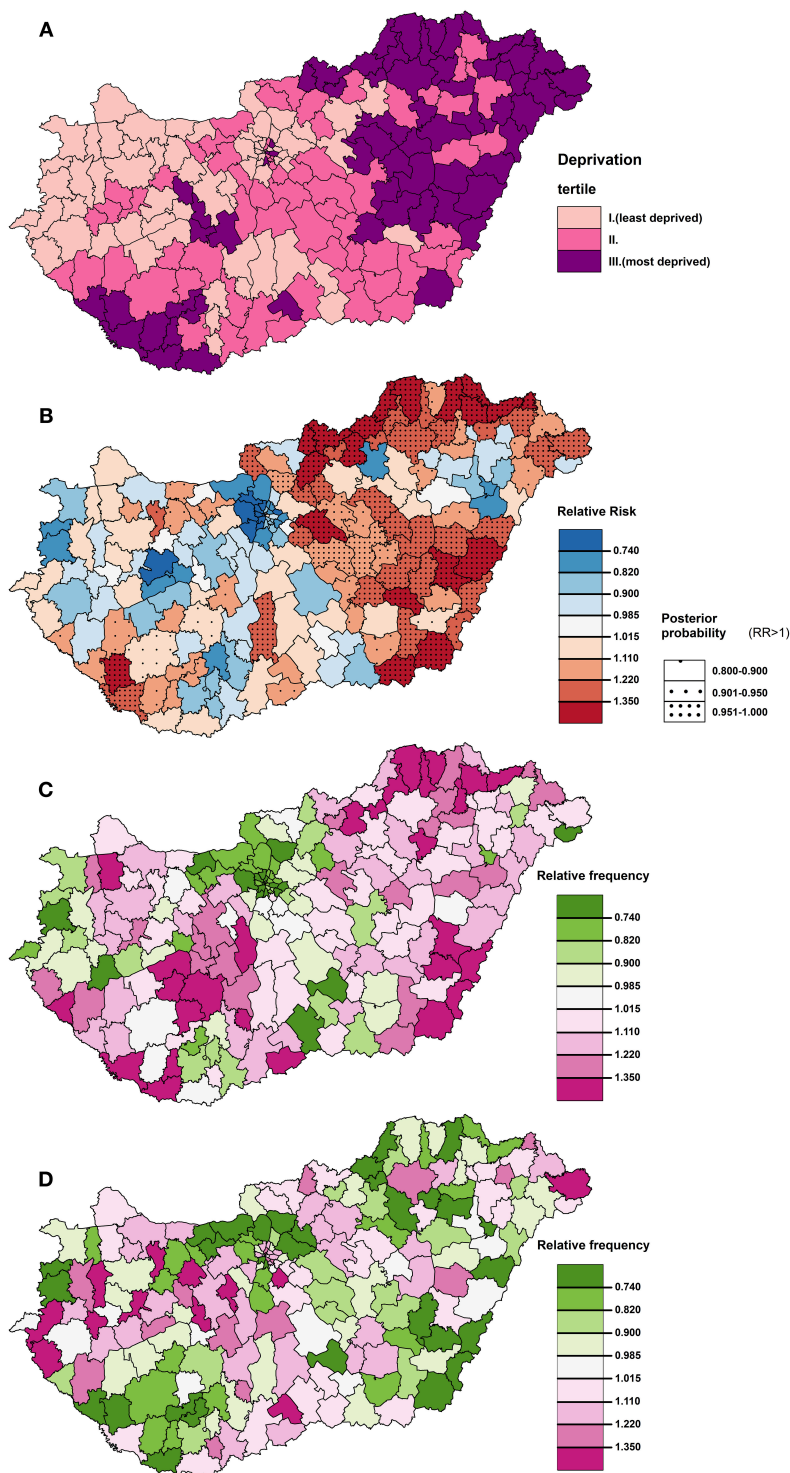 A
Deprivation
tertile
I.(least deprived)
II.
III.(most deprived)
B
Relative Risk
0.740
0.820
0.900
0.985
1.015
1.110
1.220
1.350
Posterior
probability (RR>1)
0.800-0.900
0.901-0.950
0.951-1.000
C
Relative frequency
0.740
0.820
0.900
0.985
1.015
1.110
1.220
1.350
D
Relative frequency
0.740
0.820
0.900
0.985
1.015
1.110
1.220
1.350